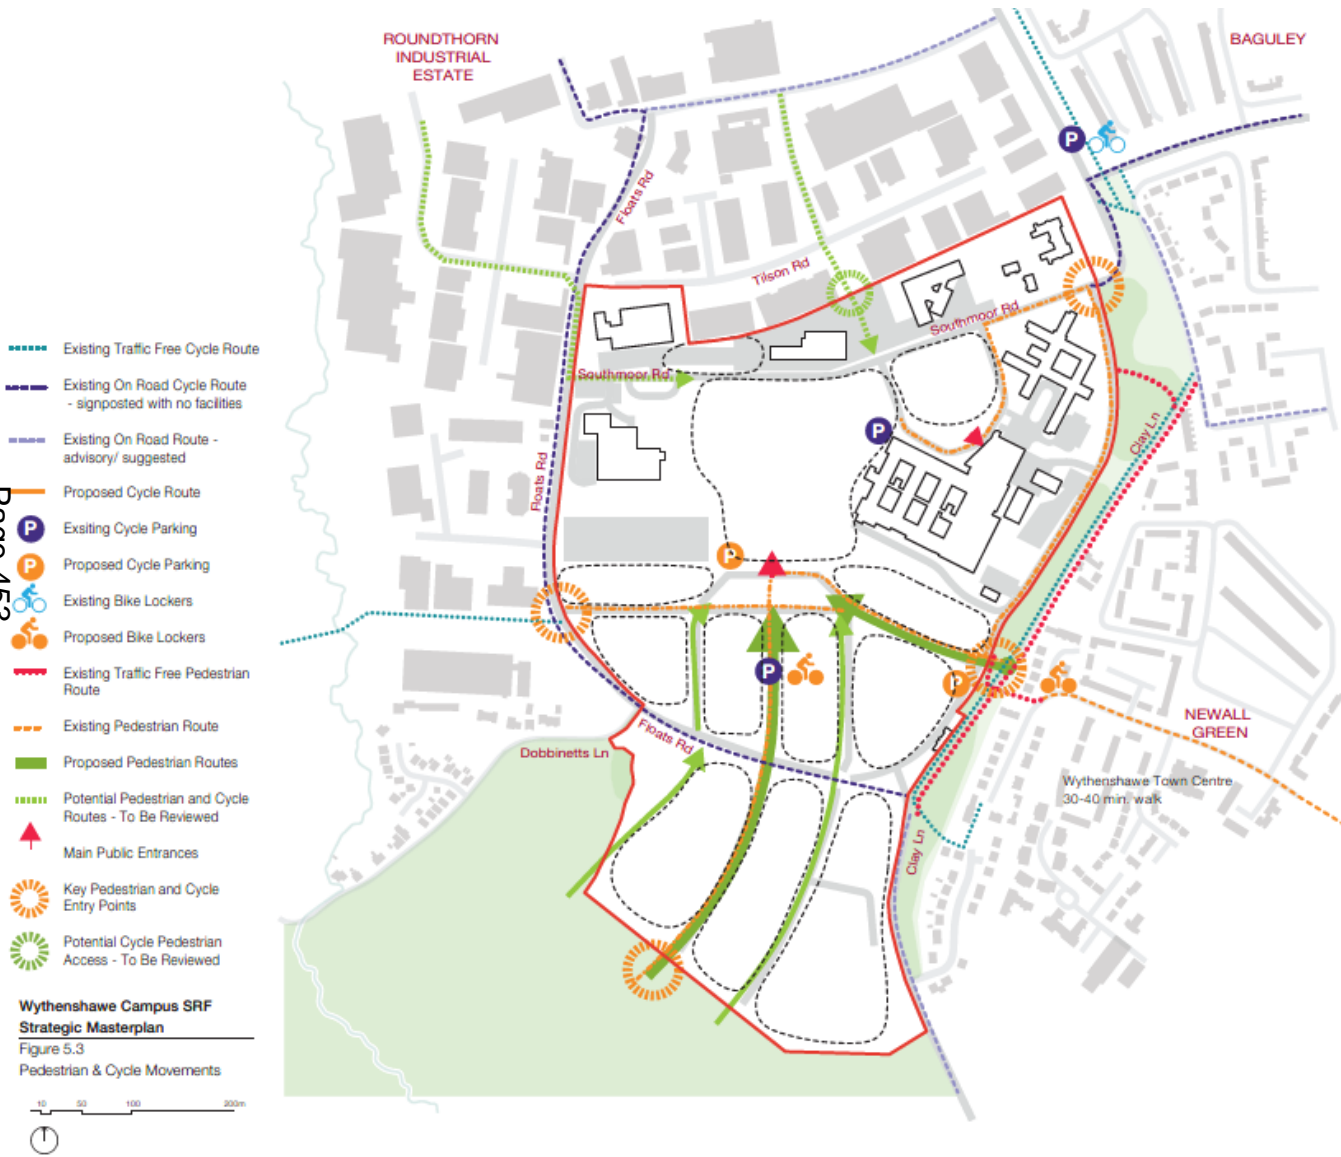 ROUNDTHORN
INDUSTRIAL
ESTATE
BAGULEY
P
Floats Rd
Tilson Rd
Southmoor Rd
Southmoor Rd
P
Clay Ln
Floats Rd
P
P
P
Floats Rd
Dobbinetts Ln
NEWALL
GREEN
Wythenshawe Town Centre
30-40 min. walk
Clay Ln
Existing Traffic Free Cycle Route
Existing On Road Cycle Route
- signposted with no facilities
Existing On Road Route -
advisory/ suggested
Proposed Cycle Route
P Exsiting Cycle Parking
P Proposed Cycle Parking
Existing Bike Lockers
Proposed Bike Lockers
Existing Traffic Free Pedestrian
Route
Existing Pedestrian Route
Proposed Pedestrian Routes
Potential Pedestrian and Cycle
Routes - To Be Reviewed
Main Public Entrances
Key Pedestrian and Cycle
Entry Points
Potential Cycle Pedestrian
Access - To Be Reviewed
Wythenshawe Campus SRF
Strategic Masterplan
Figure 5.3
Pedestrian & Cycle Movements
10 50 100 200m